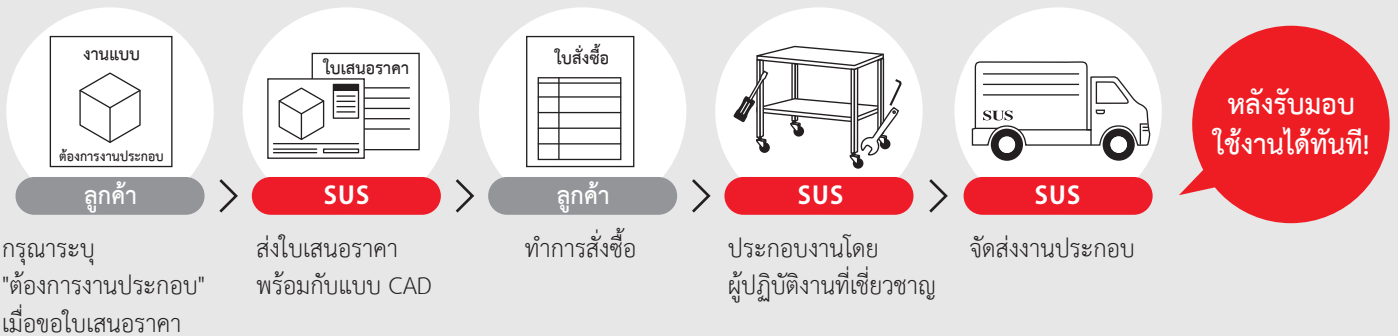 งานแบบ
ต้องการงานประกอบ
ลูกค้า
กรุณาระบุ
"ต้องการงานประกอบ"
เมื่อขอใบเสนอราคา
ใบเสนอราคา
SUS
ส่งใบเสนอราคา
พร้อมกับแบบ CAD
ใบสั่งซื้อ
ลูกค้า
ทำการสั่งซื้อ
SUS
ประกอบงานโดย
ผู้ปฏิบัติงานที่เชี่ยวชาญ
SUS
SUS
จัดส่งงานประกอบ
หลังรับมอบ
ใช้งานได้ทันที!